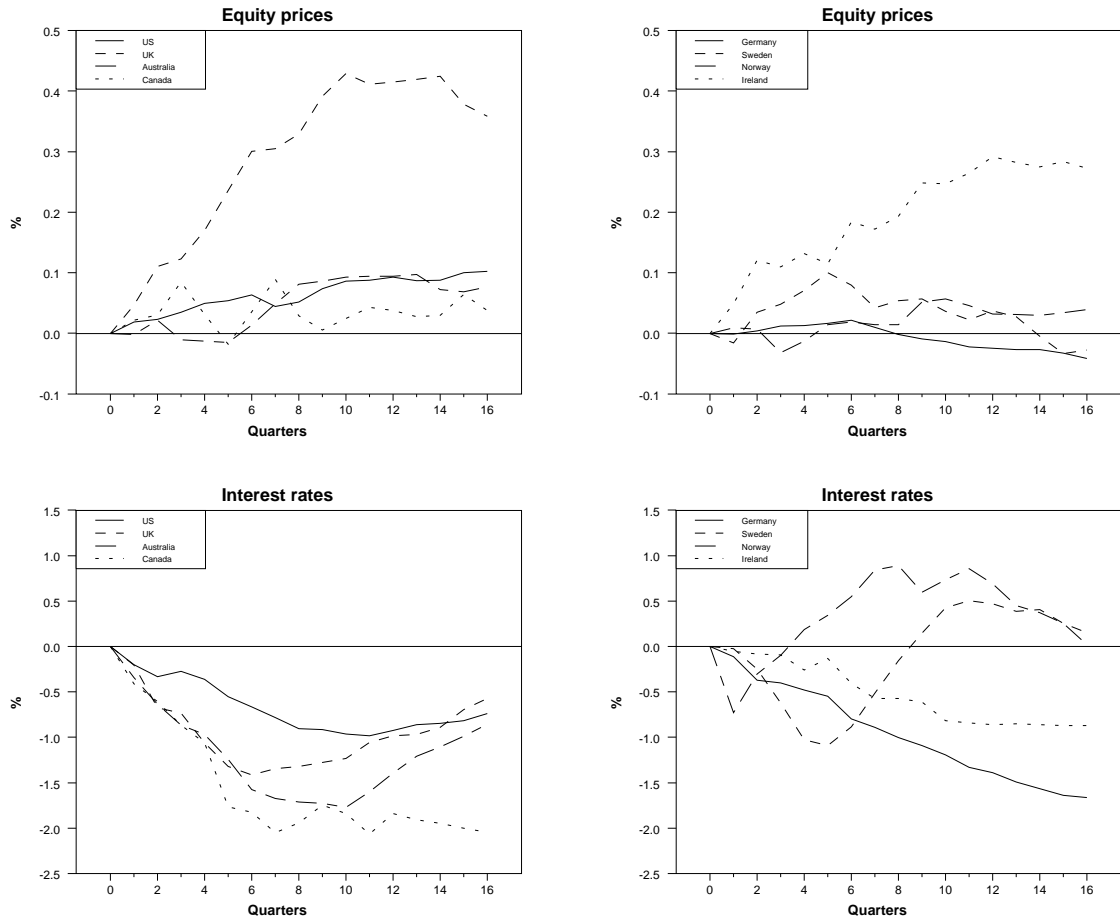 Equity prices
US
UK
Australia
Canada
0.5
0.4
0.3
0.2
0.1
0.0
-0.1
%
0 2 4 6 8 10 12 14 16
Quarters
Equity prices
Germany
Sweden
Norway
Ireland
0.5
0.4
0.3
0.2
0.1
0.0
-0.1
%
0 2 4 6 8 10 12 14 16
Quarters
Interest rates
US
UK
Australia
Canada
1.5
1.0
0.5
0.0
-0.5
-1.0
-1.5
-2.0
-2.5
%
0 2 4 6 8 10 12 14 16
Quarters
Interest rates
Germany
Sweden
Norway
Ireland
1.5
1.0
0.5
0.0
-0.5
-1.0
-1.5
-2.0
-2.5
%
0 2 4 6 8 10 12 14 16
Quarters